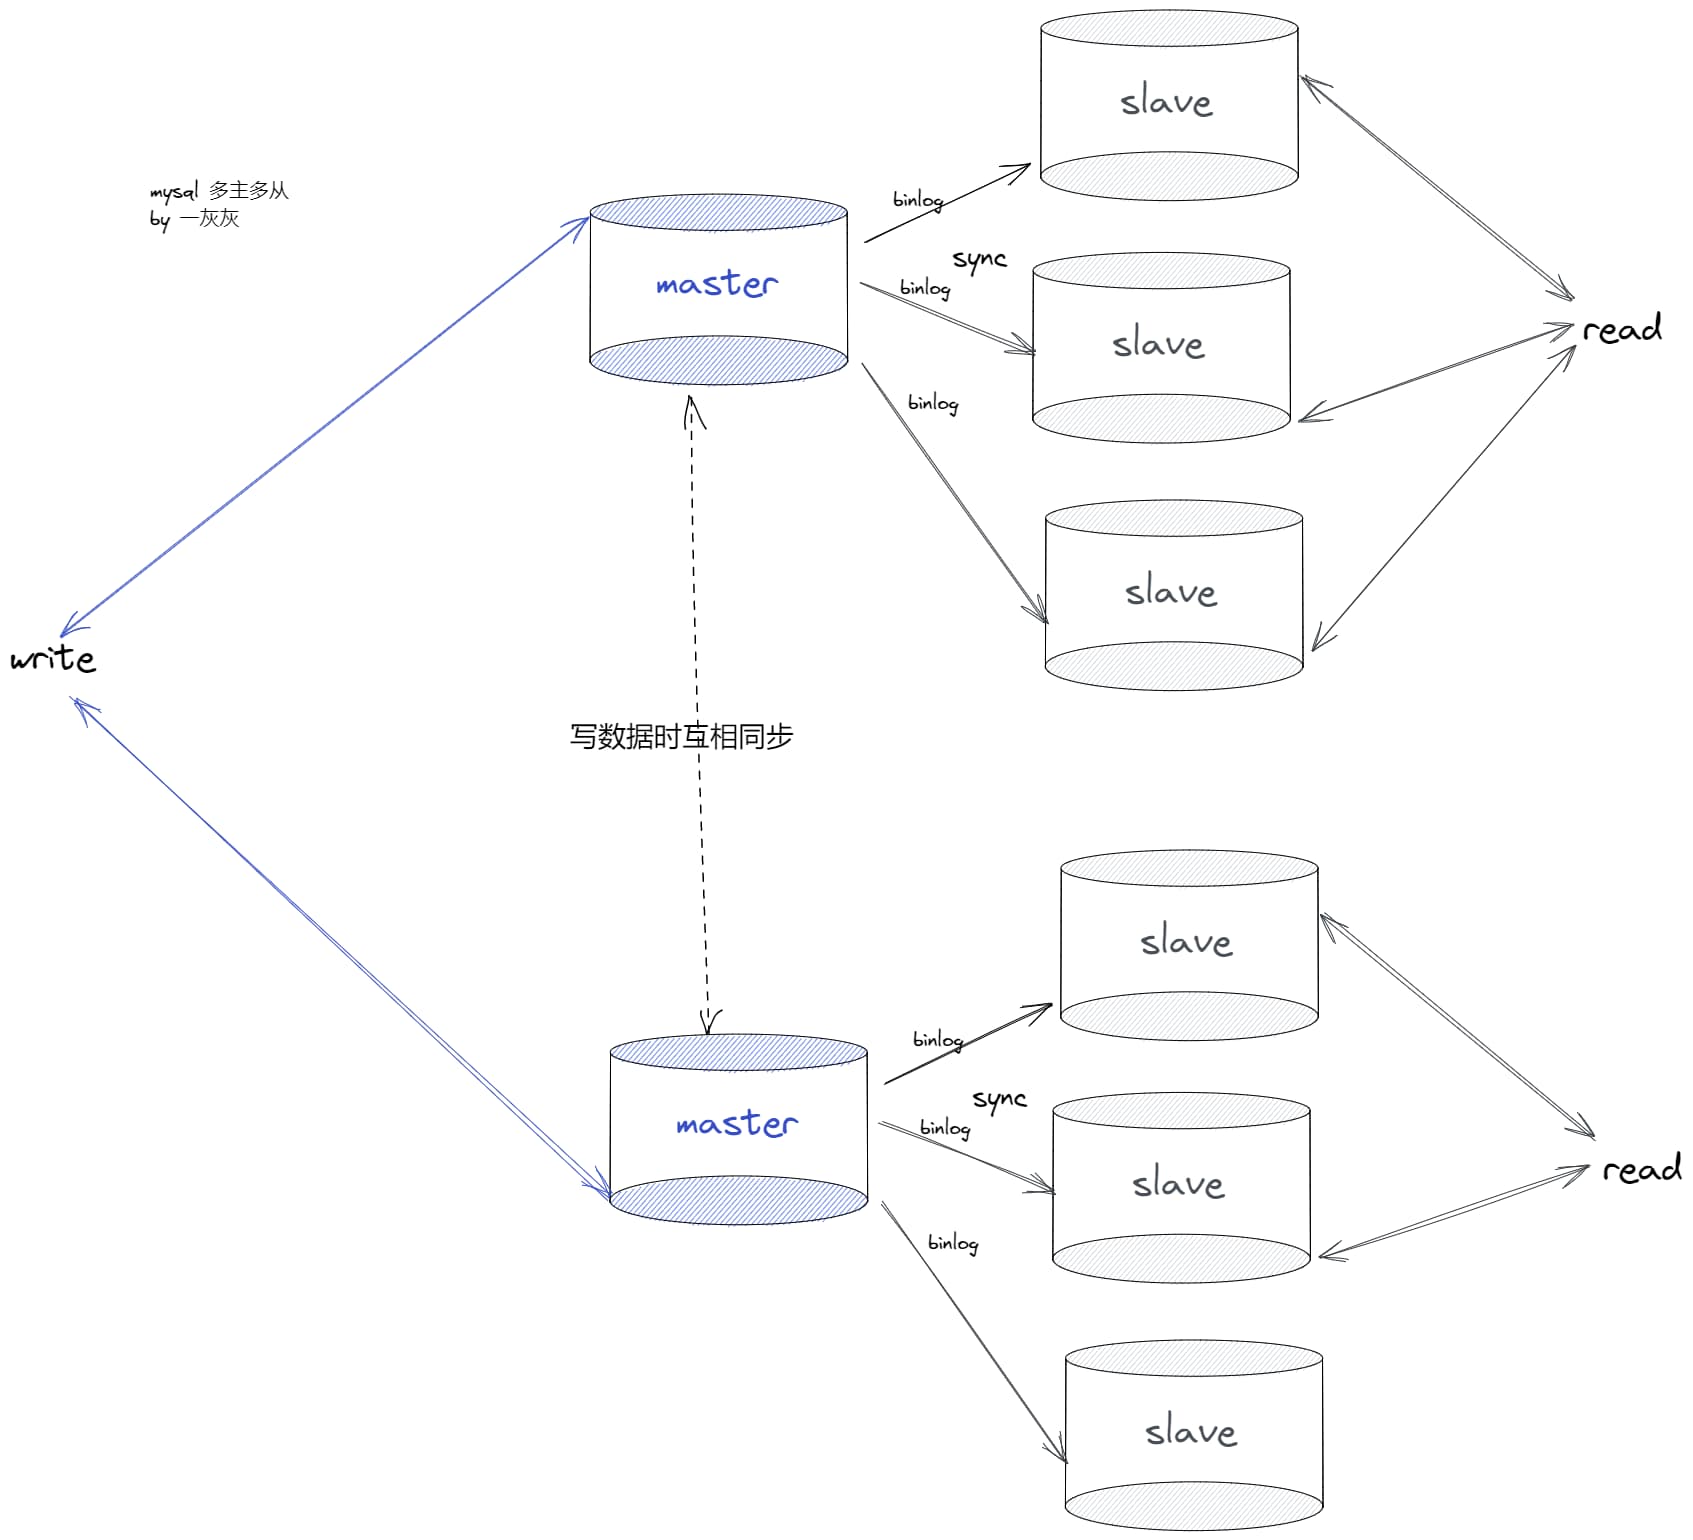 slave
mysql 多主多从
by 一灰灰
binlog
sync
master
binlog
slave
read
binlog
slave
write
写数据时互相同步
slave
binlog
sync
master
binlog
slave
read
binlog
slave